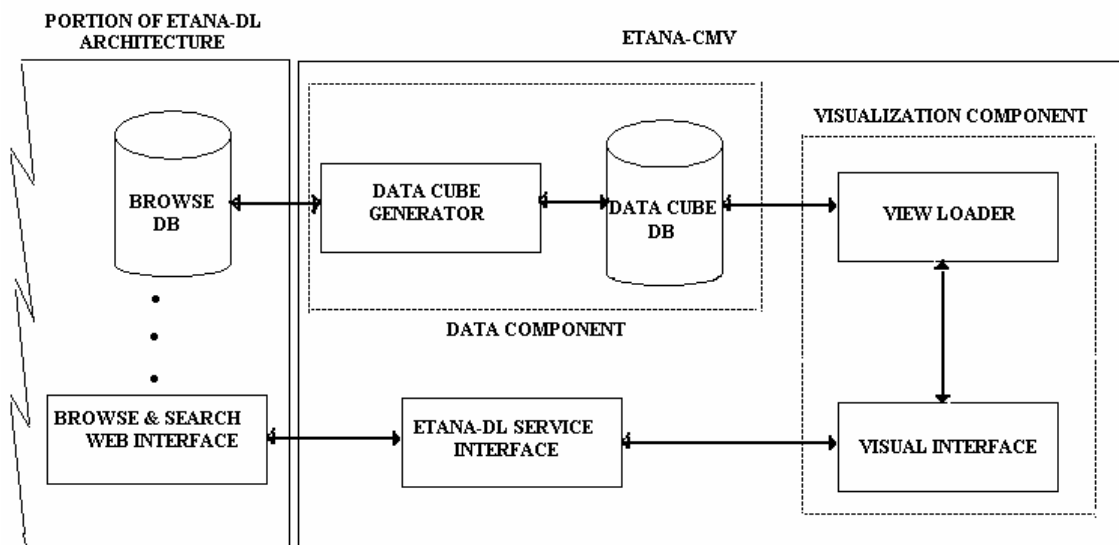 PORTION OF ETANA-DL
ARCHITECTURE
ETANA-CMV
VISUALIZATION COMPONENT
BROWSE
DB
DATA CUBE
GENERATOR
DATA CUBE
DB
VIEW LOADER
DATA COMPONENT
BROWSE & SEARCH
WEB INTERFACE
ETANA-DL SERVICE
INTERFACE
VISUAL INTERFACE